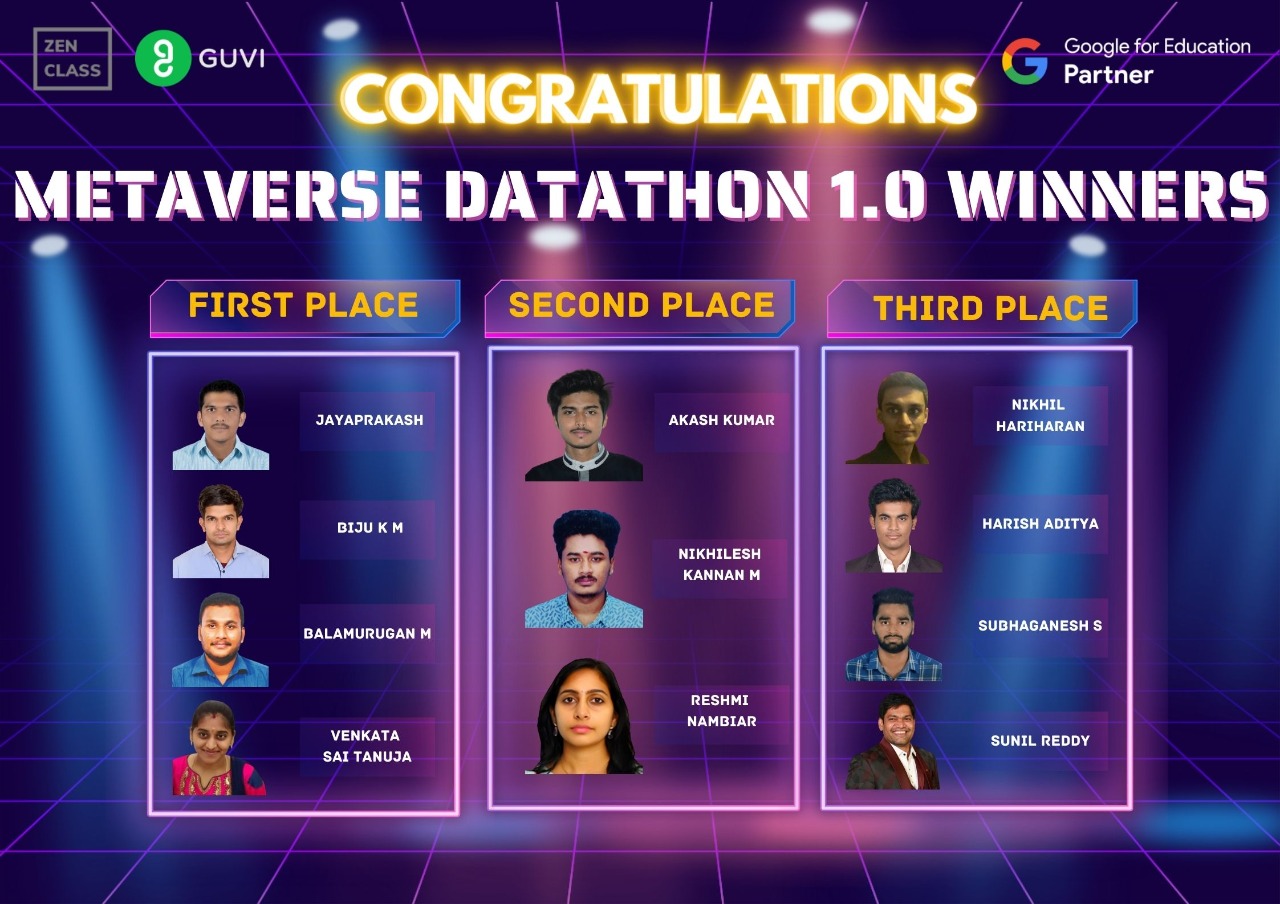 ZEN
CLASS
GUVI
Google for Education
Partner
CONGRATULATIONS
METAVERSE DATATHON 1.0 WINNERS
FIRST PLACE
JAYAPRAKASH
BIJU K M
BALAMURUGAN M
VENKATA
SAI TANUJA
SECOND PLACE
AKASH KUMAR
NIKHILESH
KANNAN M
RESHMI
NAMBIAR
THIRD PLACE
NIKHIL
HARIHARAN
HARISH ADITYA
SUBHAGANESH S
SUNIL REDDY